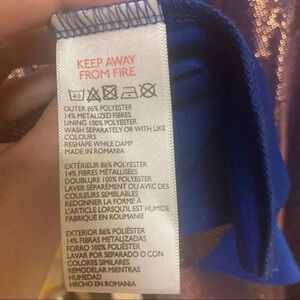 KEEP AWAY
FROM FIRE
40
OUTER 86% POLYESTER
14% METALIZED FIBRES
LINING 100% POLYESTER
WASH SEPARATELY OR WITH LIKE
COLOURS
RESHAPE WHILE DAMP
MADE IN ROMANIA
EXTÉRIEUR 86% POLYESTER
14% FIBRES MÉTALLISÉES
DOUBLURE 100% POLYESTER
LAVER SÉPARÉMENT OU AVEC DES
COULEURS SEMBLABLES
REDONNER LA FORME A
L'ARTICLE LORSQU'IL EST HUMIDE
FABRIQUÉ EN ROUMANIE
EXTERIOR 86% POLIÉSTER
14% FIBRAS METALIZADAS
FORRO 100% POLIÉSTER
LAVAR POR SEPARADO O CON
COLORES SIMILARES
REMODELAR MIENTRAS
HUMEDAD
HECHO EN RUMANIA